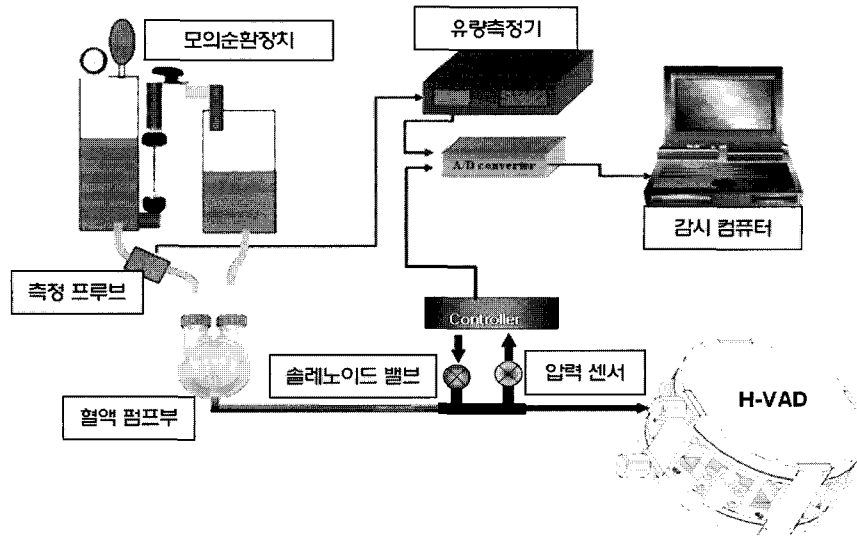 모의순환장치
유량측정기
A/D convertor
감시 컴퓨터
측정 프루브
Controller
솔레노이드 밸브
압력 센서
혈액 펌프부
H-VAD